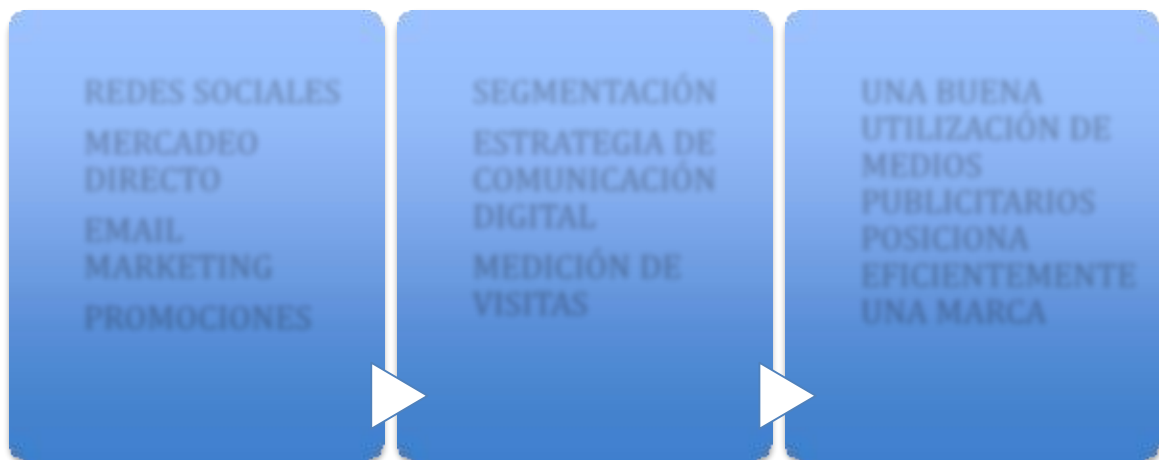 REDES SOCIALES
MERCADEO
DIRECTO
EMAIL
MARKETING
PROMOCIONES
SEGMENTACIÓN
ESTRATEGIA DE
COMUNICACIÓN
DIGITAL
MEDICIÓN DE
VISITAS
UNA BUENA
UTILIZACIÓN DE
MEDIOS
PUBLICITARIOS
POSICIONA
EFICIENTEMENTE
UNA MARCA